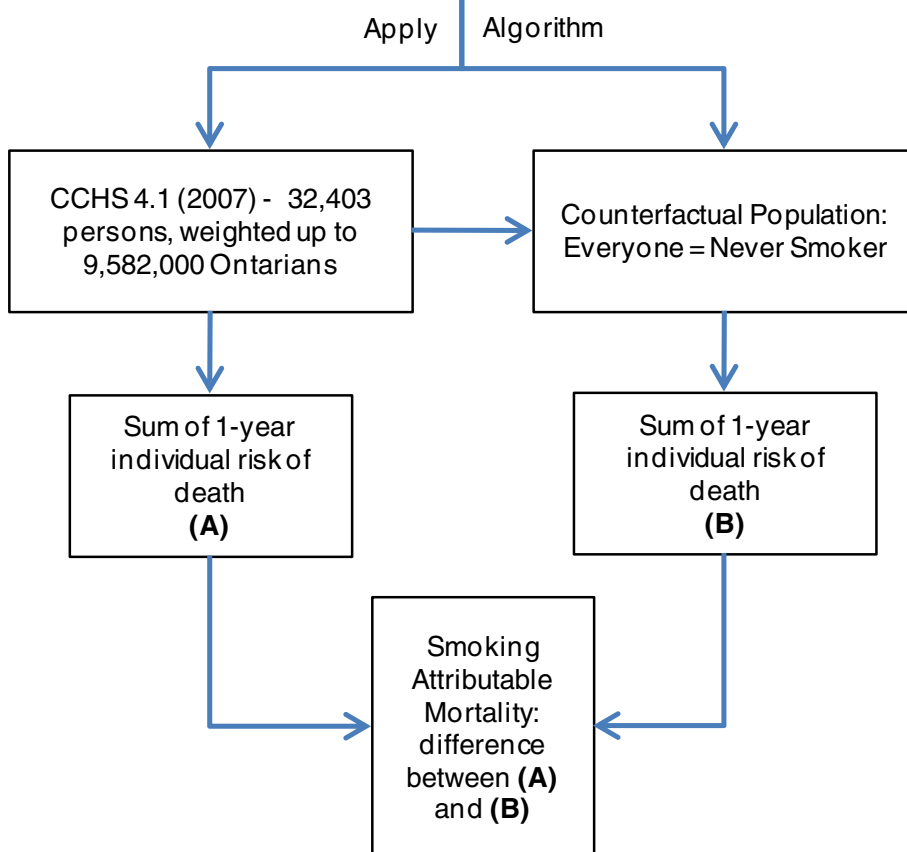 Apply Algorithm
CCHS 4.1 (2007) - 32,403
persons, weighted up to
9,582,000 Ontarians
Counterfactual Population:
Everyone = Never Smoker
Sum of 1-year
individual risk of
death
(A)
Sum of 1-year
individual risk of
death
(B)
Smoking
Attributable
Mortality:
difference
between (A)
and (B)